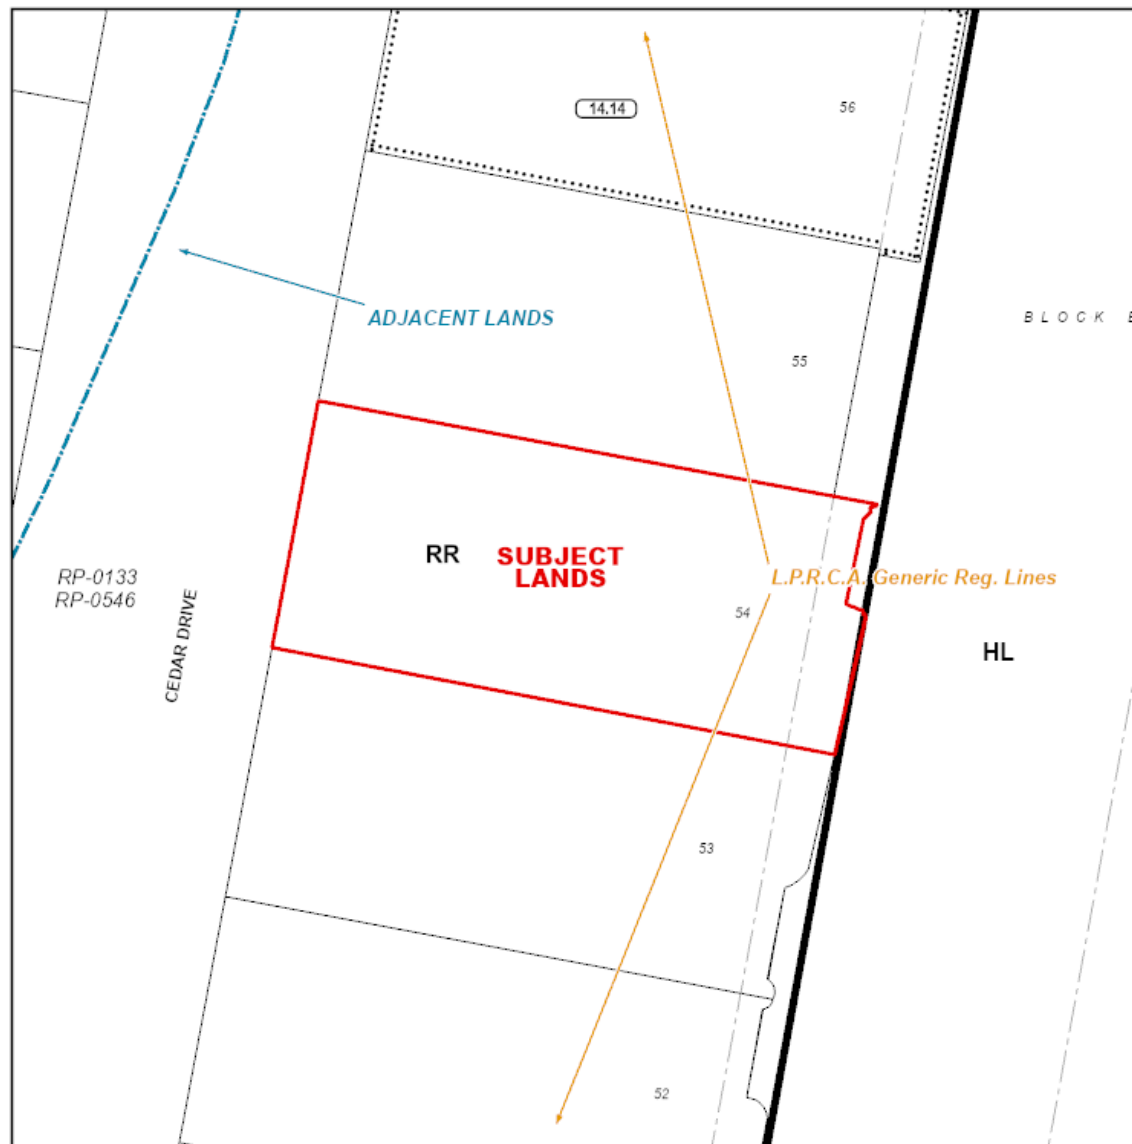 14.14
56
BLOCK
ADJACENT LANDS
55
RR
SUBJECT
LANDS
RP-0133
RP-0546
L.P.R.C.A. Generic Reg. Lines
54
CEDAR DRIVE
HL
53
52